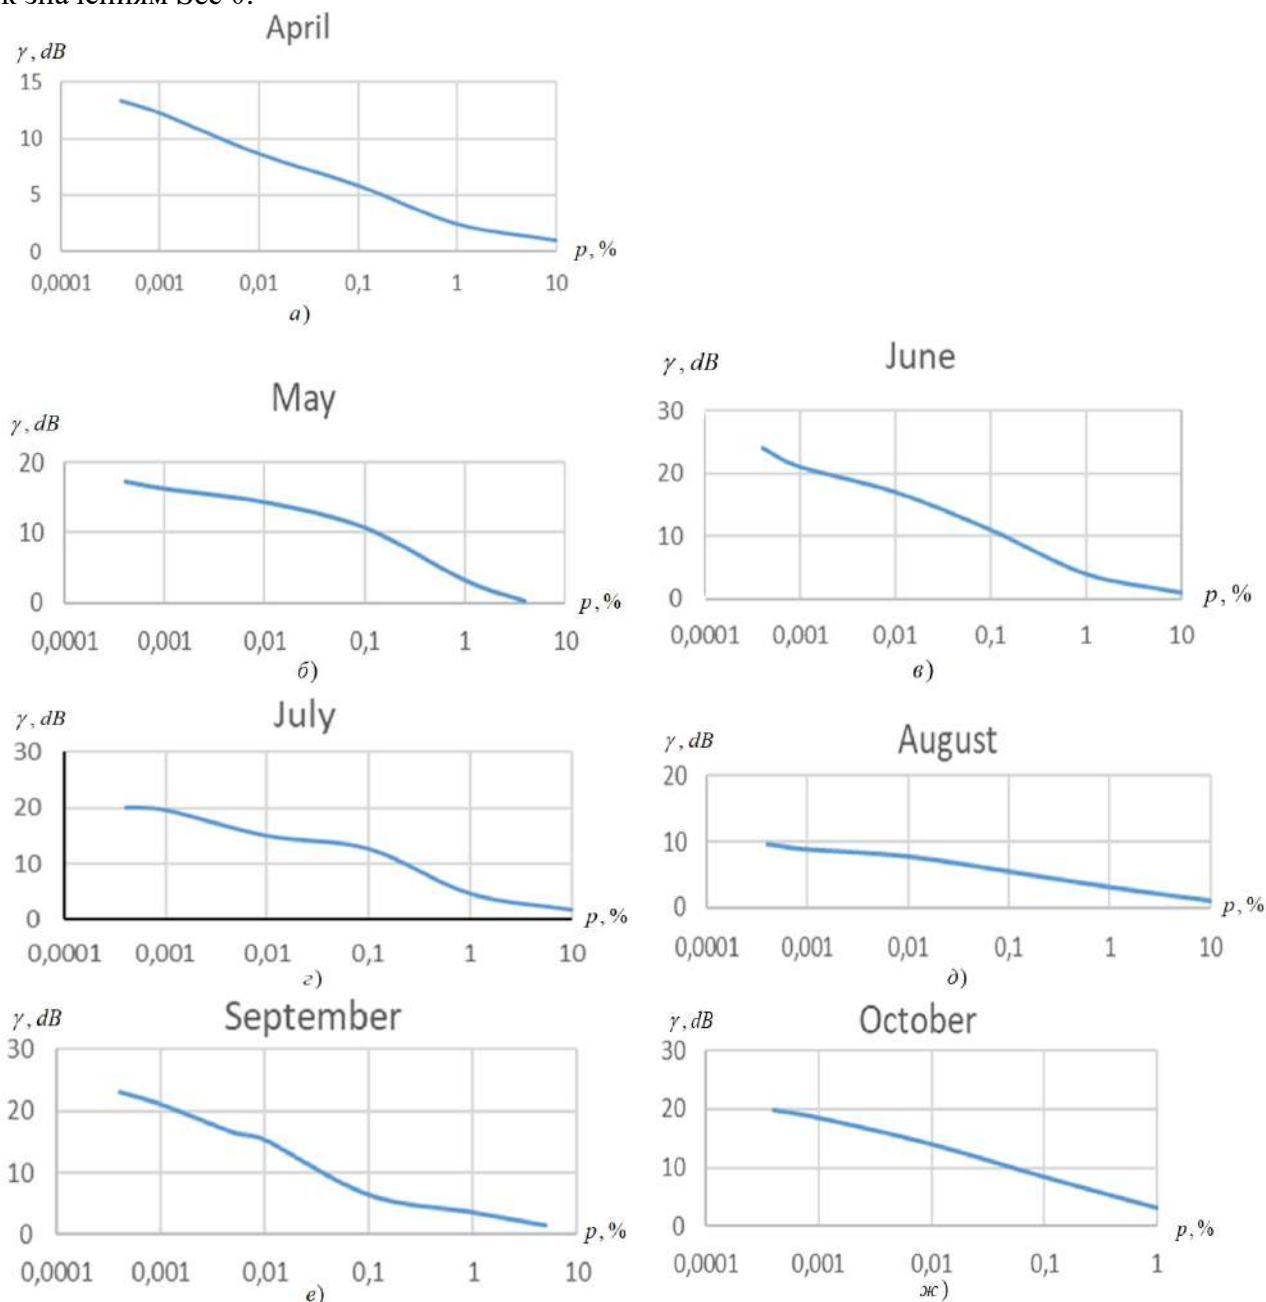 к значениям Sec θ.
April
γ, dB
15
10
5
0
p, %
0,0001 0,001 0,01 0,1 1 10
а)
May
γ, dB
20
10
0
p, %
0,0001 0,001 0,01 0,1 1 10
б)
June
γ, dB
30
20
10
0
p, %
0,0001 0,001 0,01 0,1 1 10
в)
July
γ, dB
30
20
10
0
p, %
0,0001 0,001 0,01 0,1 1 10
г)
August
γ, dB
20
10
0
p, %
0,0001 0,001 0,01 0,1 1 10
д)
September
γ, dB
30
20
10
0
p, %
0,0001 0,001 0,01 0,1 1 10
е)
October
γ, dB
30
20
10
0
p, %
0,0001 0,001 0,01 0,1 1
ж)